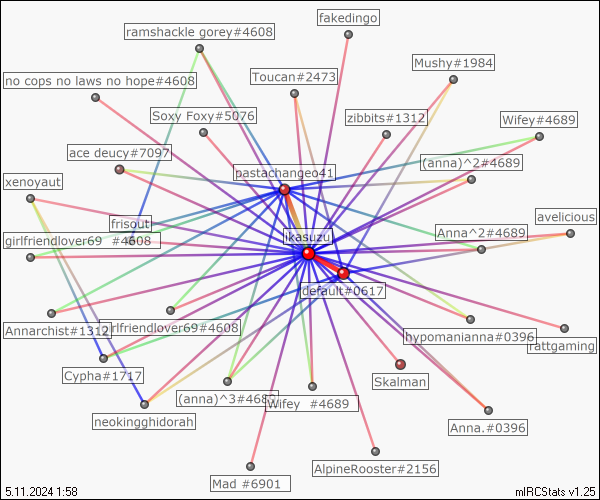 fakedingo
ramshackle gorey#4608
Mushy#1984
Toucan#2473
no cops no laws no hope#4608
Soxy Foxy#5076
zibbits#1312
Wifey#4689
ace deucy#7097
(anna)^2#4689
pastachangeo41
xenoyaut
avelicious
frisout
Anna^2#4689
ikasuzu
girlfriendlover69 #4608
default#0617
Annarchist#1312
girlfriendlover69#4608
hypomanianna#0396
rattgaming
Cypha#1717
Skalman
(anna)^3#4689
Wifey #4689
neokingghidorah
Anna.#0396
AlpineRooster#2156
Mad #6901
5.11.2024 1:58
mIRCStats v1.25